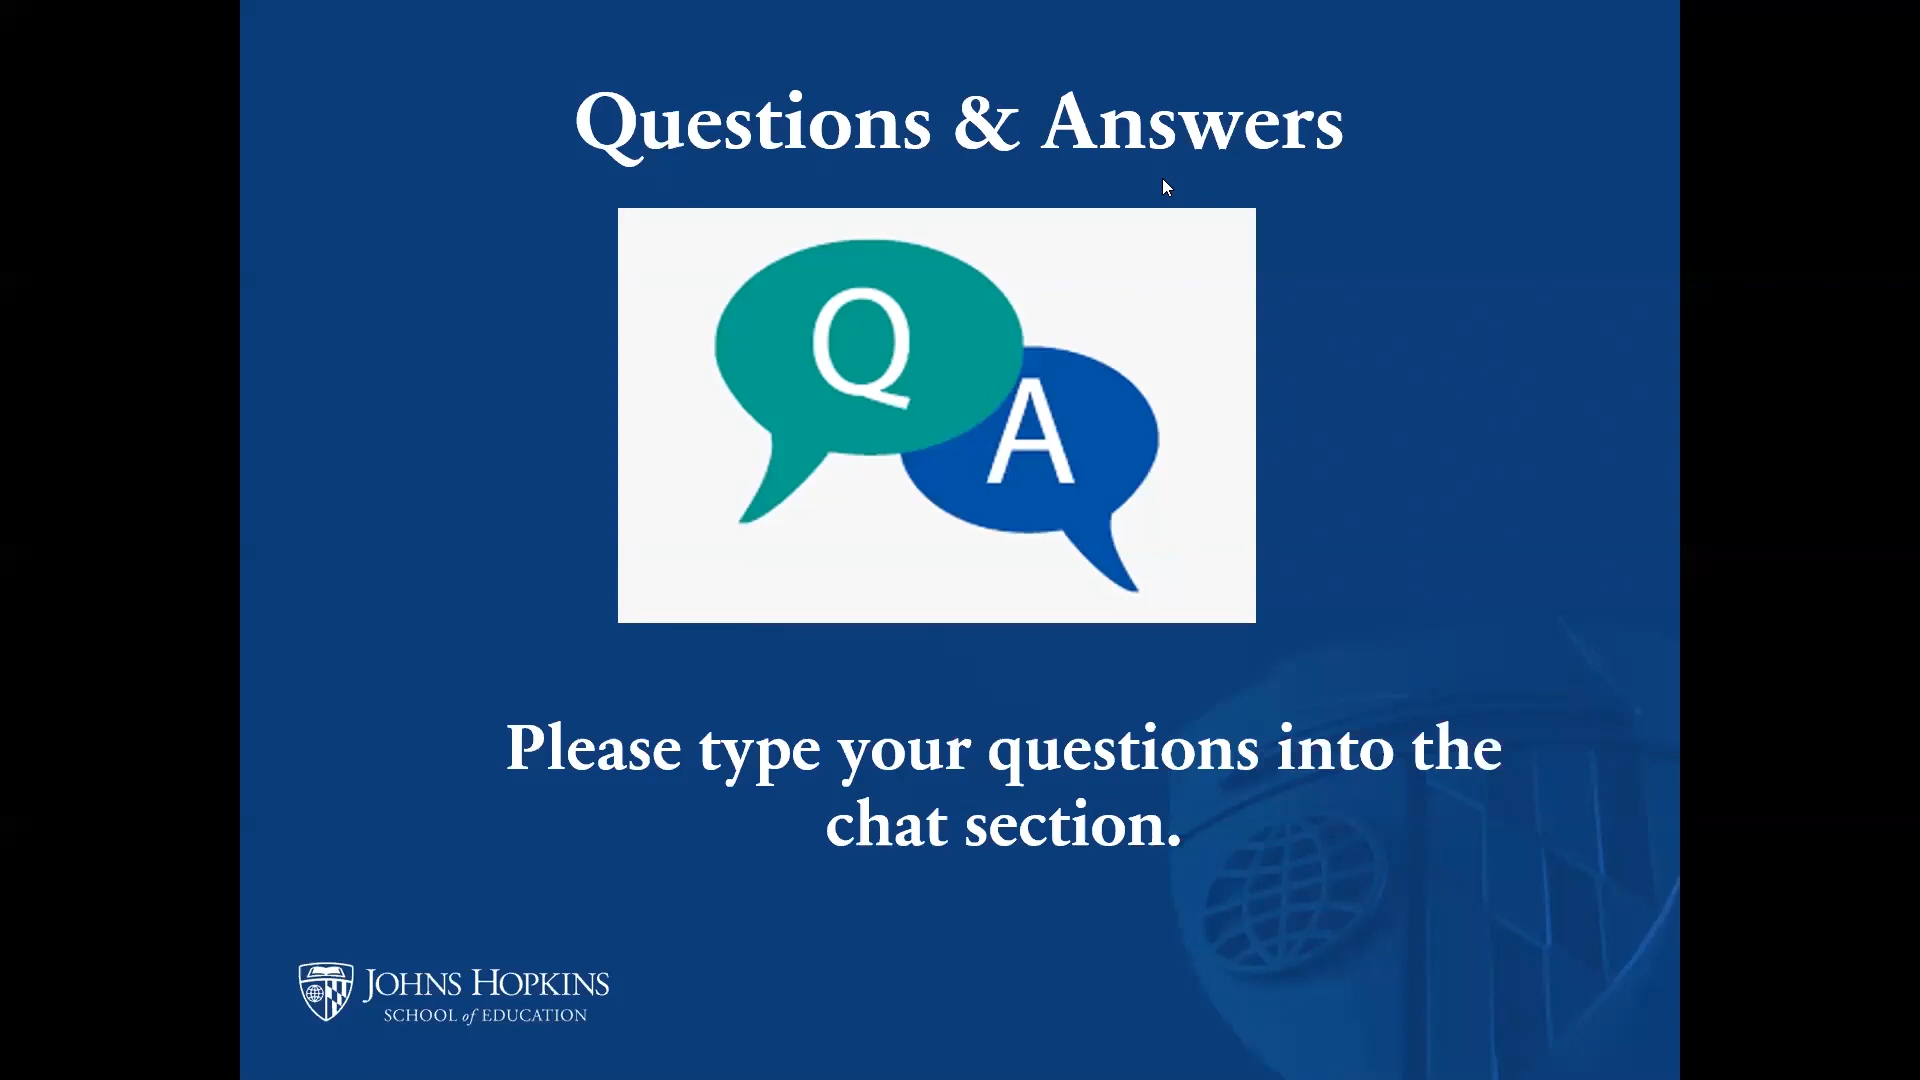 Questions & Answers
Q
A
Please type your questions into the
chat section.
JOHNS HOPKINS
SCHOOL of EDUCATION